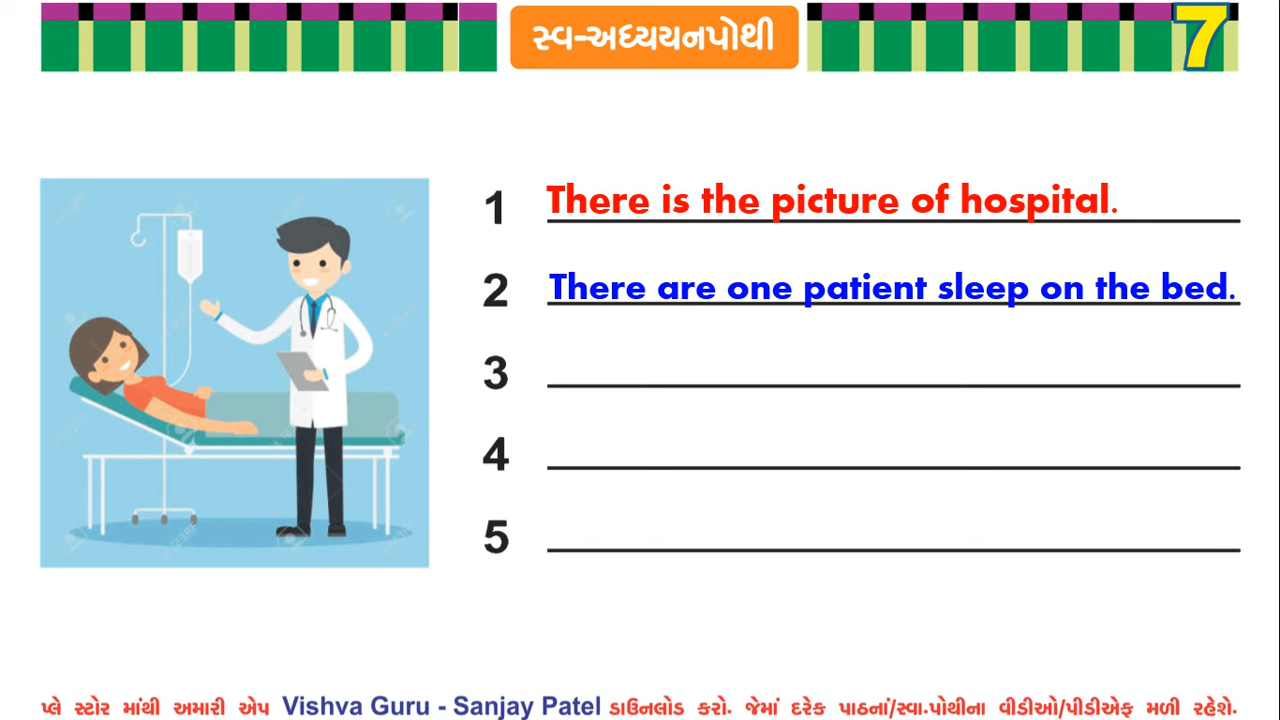 સ્વ-અધ્યયનપોથી
7
1 There is the picture of hospital.
2 There are one patient sleep on the bed.
3
4
5
પ્લે સ્ટોર માંથી અમારી એપ Vishva Guru - Sanjay Patel ડાઉનલોડ કરો. જેમાં દરેક પાઠનાં/સ્વા.પોથીના વીડીઓ/પીડીએફ મળી રહેશે.